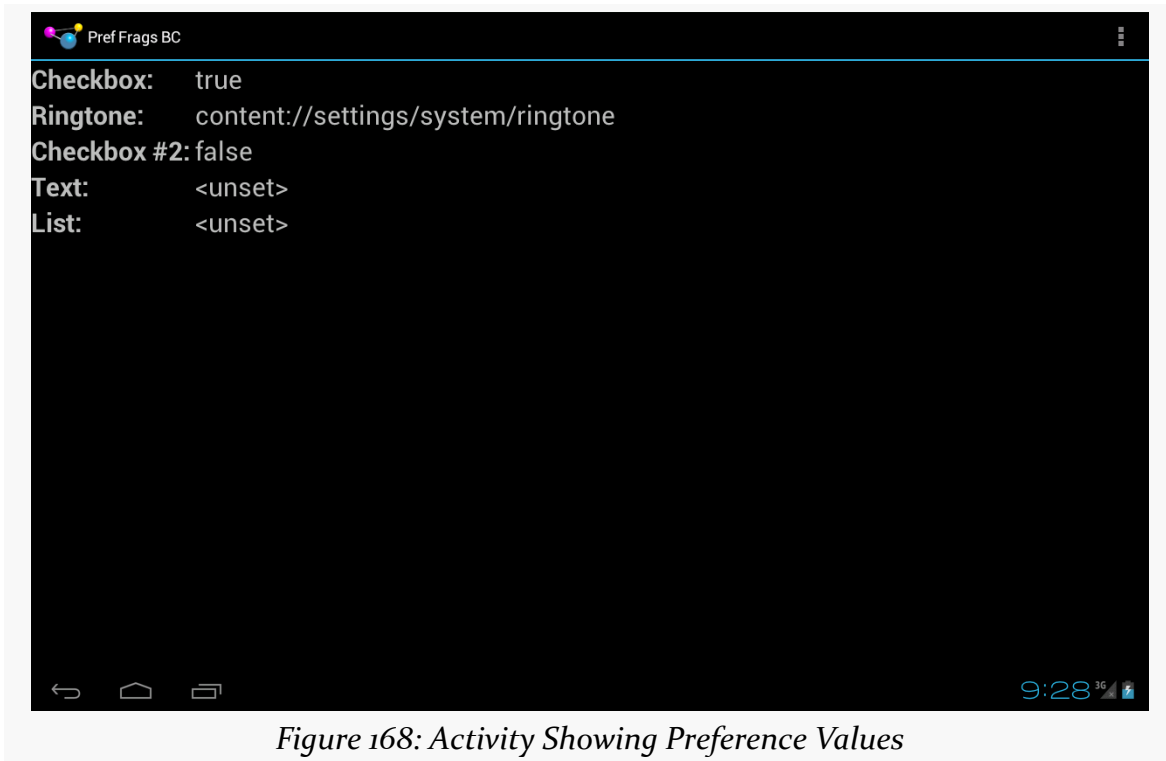 Pref Frags BC
Checkbox: true
Ringtone: content://settings/system/ringtone
Checkbox #2: false
Text: <unset>
List: <unset>
9:28 3G
Figure 168: Activity Showing Preference Values